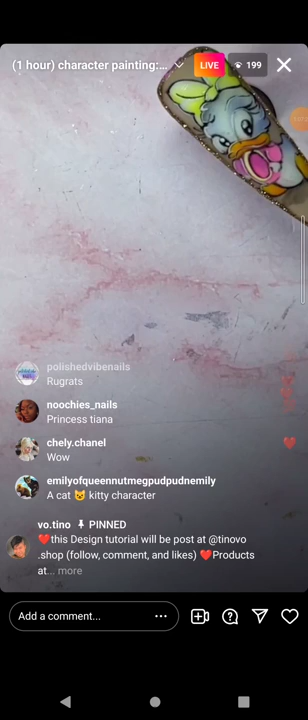 (1 hour) character painting:...
LIVE
199
polishedvibenails
Rugrats
noochies_nails
Princess tiana
chely.chanel
Wow
emilyofqueennutmegpudpudnemily
A cat 😺 kitty character
vo.tino 📌 PINNED
❤️this Design tutorial will be post at @tinovo
.shop (follow, comment, and likes) ❤️Products
at... more
Add a comment...